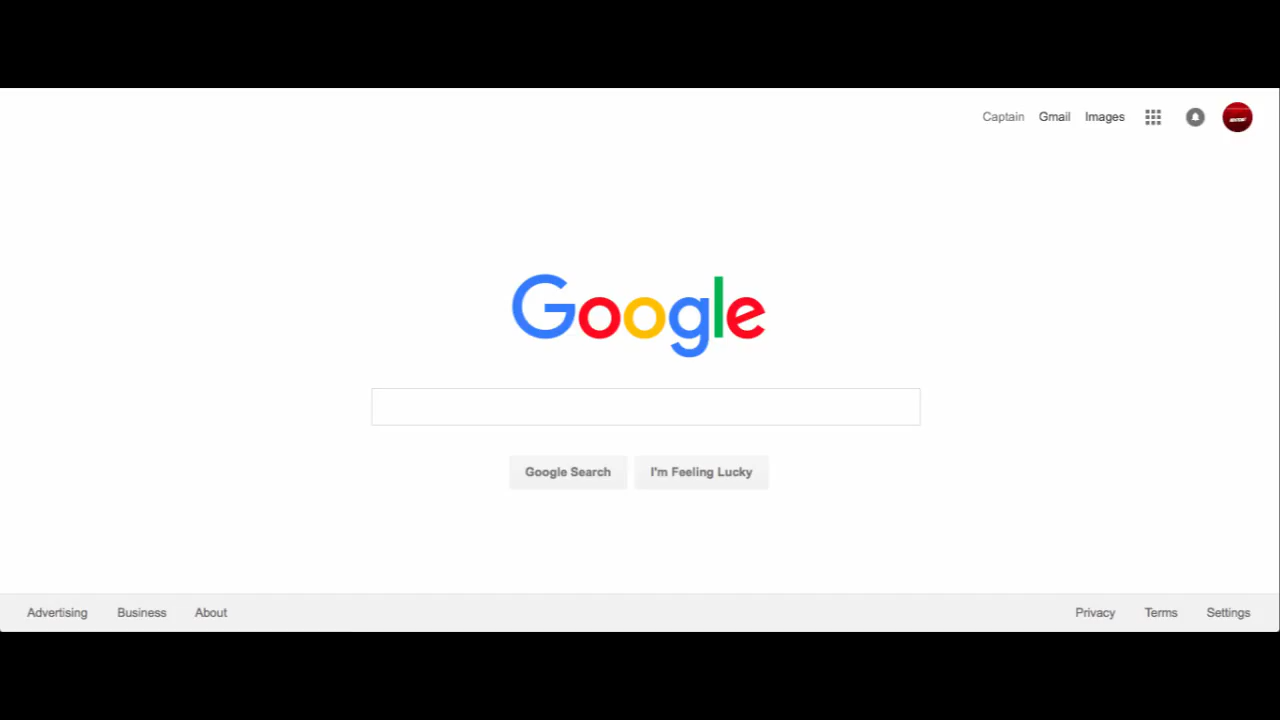 Captain Gmail Images
Google
Google Search I'm Feeling Lucky
Advertising Business About Privacy Terms Settings